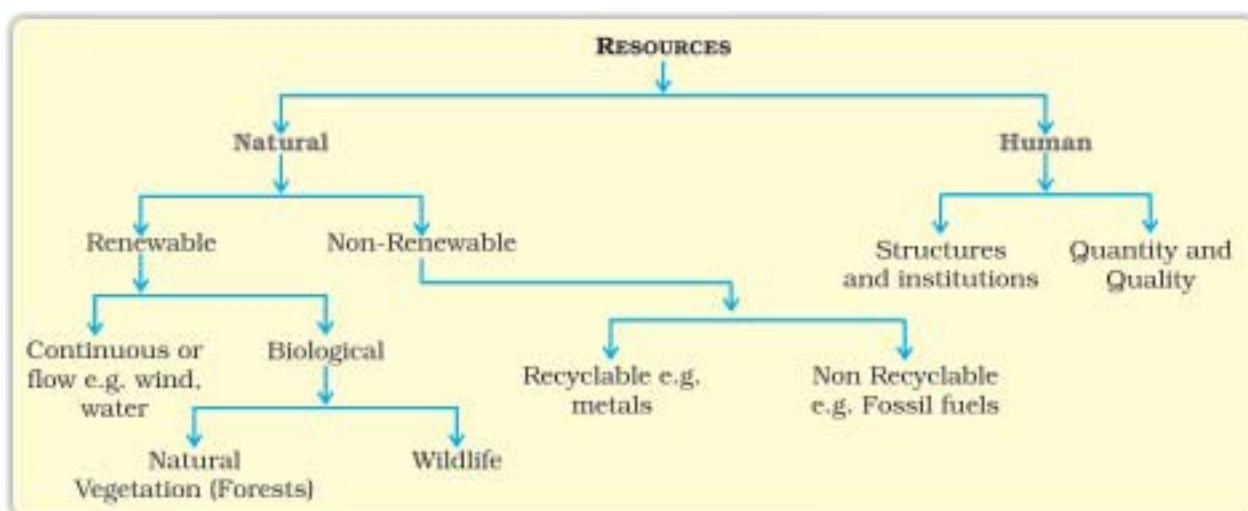 RESOURCES
Natural
Human
Renewable
Non-Renewable
Structures
and institutions
Quantity and
Quality
Continuous or
flow e.g. wind,
water
Biological
Recyclable e.g.
metals
Non Recyclable
e.g. Fossil fuels
Natural
Vegetation (Forests)
Wildlife